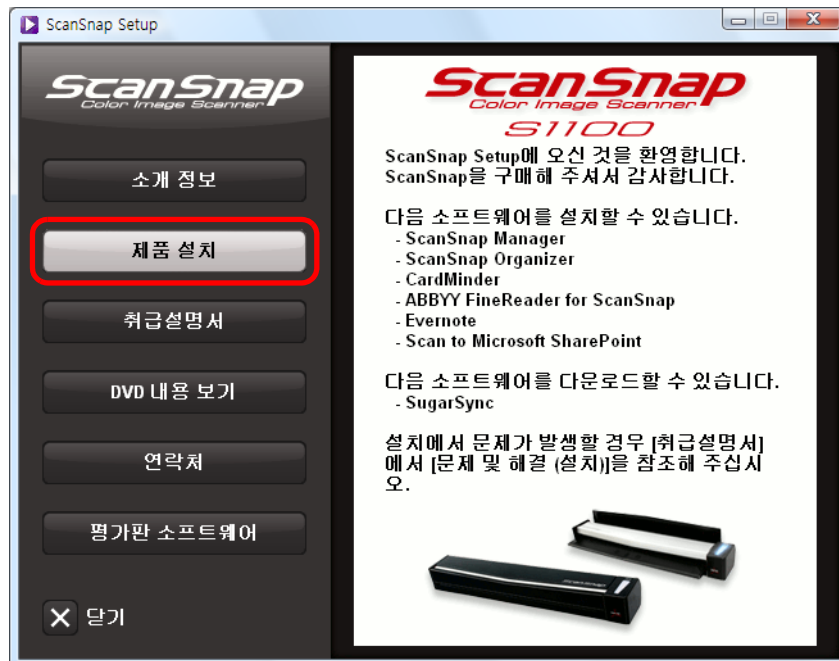 ScanSnap Setup
ScanSnap
Color Image Scanner
소개 정보
제품 설치
취급설명서
DVD 내용 보기
연락처
평가판 소프트웨어
닫기
ScanSnap
Color Image Scanner
S1100
ScanSnap Setup에 오신 것을 환영합니다.
ScanSnap을 구매해 주셔서 감사합니다.
다음 소프트웨어를 설치할 수 있습니다.
- ScanSnap Manager
- ScanSnap Organizer
- CardMinder
- ABBYY FineReader for ScanSnap
- Evernote
- Scan to Microsoft SharePoint
다음 소프트웨어를 다운로드할 수 있습니다.
- SugarSync
설치에서 문제가 발생할 경우 [취급설명서]
에서 [문제 및 해결 (설치)]을 참조해 주십시
오.
ScanSnap